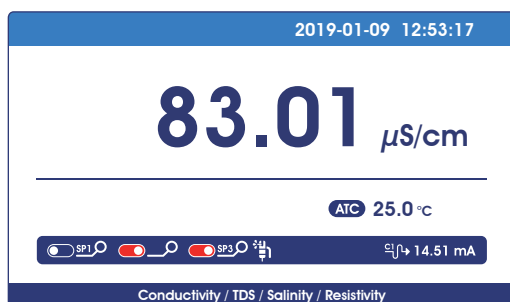 2019-01-09 12:53:17
83.01 μS/cm
ATC 25.0 °C
SP1 SP3 14.51 mA
Conductivity / TDS / Salinity / Resistivity